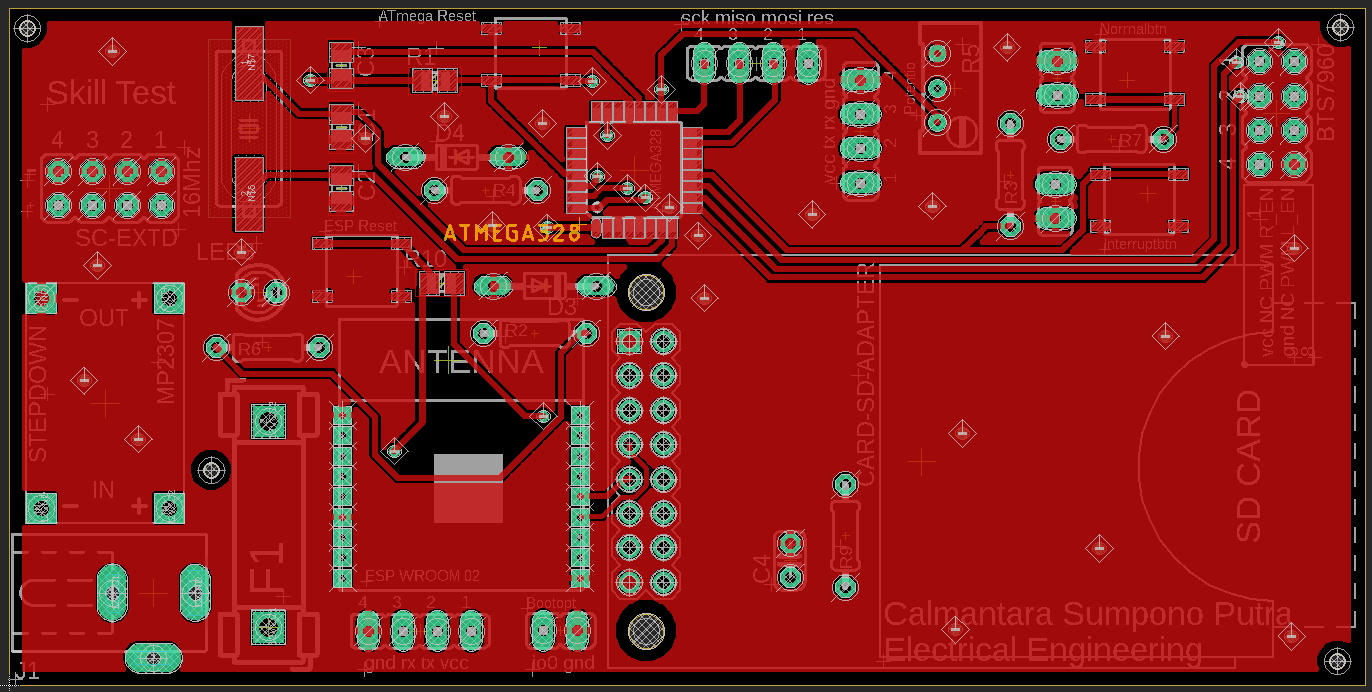 ATmega Reset
sck miso mosi res
4 3 2 1
R1
C3
Normalbtn
Potensio
R5
BTS7960
Skill Test
4 3 2 1
16Mhz
SC-EXTD
D4
R4
vcc tx rx gnd
3
2
1
R3
R7
Interruptbtn
ATMEGA328
ESP Reset
LED
D3
R2
R6
ANTENNA
OUT
STEPDOWN
MP2307
IN
F1
J1
ESP WROOM 02
4 3 2 1
gnd rx tx vcc
Bootopt
Io0 gnd
CARD-SD-ADAPTER
C4
R9
SD CARD
Calmantara Sumpono Putra
Electrical Engineering